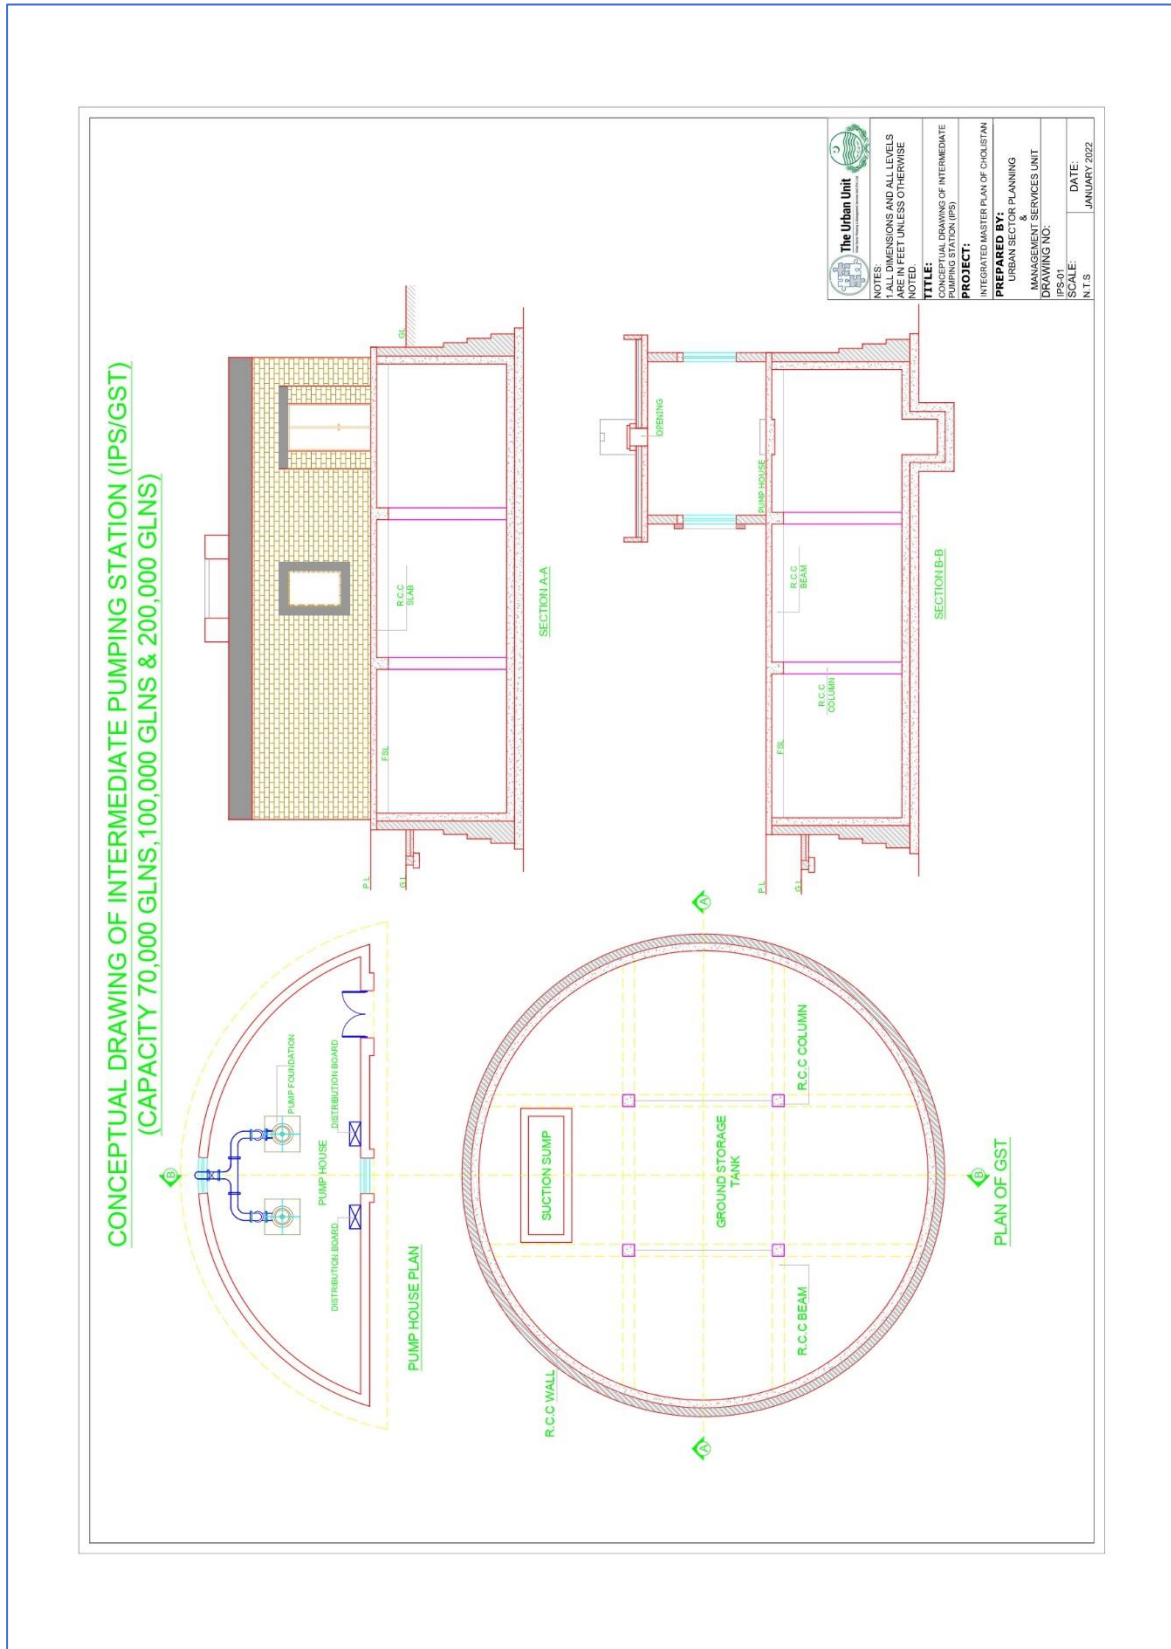 CONCEPTUAL DRAWING OF INTERMEDIATE PUMPING STATION (IPS/GST)
(CAPACITY 70,000 GLNS,100,000 GLNS & 200,000 GLNS)
B
PUMP FOUNDATION
PUMP HOUSE
DISTRIBUTION BOARD
DISTRIBUTION BOARD
PUMP HOUSE PLAN
R.C.C WALL
SUCTION SUMP
GROUND STORAGE
TANK
R.C.C BEAM
R.C.C COLUMN
A
A
B
PLAN OF GST
P.L
G.L
FSL
R.C.C
SLAB
GL
SECTION A-A
OPENING
PUMP HOUSE
P.L
G.L
FSL
R.C.C
COLUMN
R.C.C
BEAM
SECTION B-B
The Urban Unit
NOTES:
1.ALL DIMENSIONS AND ALL LEVELS
ARE IN FEET UNLESS OTHERWISE
NOTED.
TITLE:
CONCEPTUAL DRAWING OF INTERMEDIATE
PUMPING STATION (IPS)
PROJECT:
INTEGRATED MASTER PLAN OF CHOLISTAN
PREPARED BY:
URBAN SECTOR PLANNING
&
MANAGEMENT SERVICES UNIT
DRAWING NO:
IPS-01
SCALE:
N.T.S
DATE:
JANUARY 2022